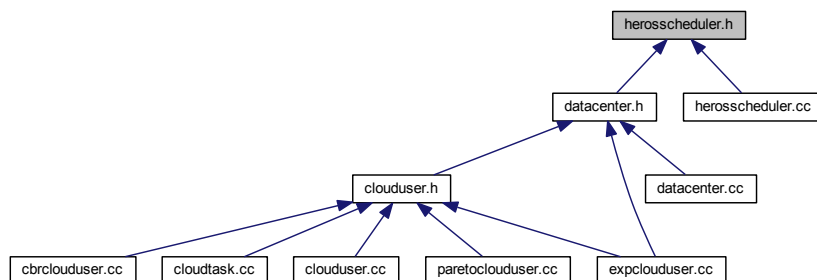 herosscheduler.h
datacenter.h
herosscheduler.cc
clouduser.h
datacenter.cc
cbrclouduser.cc
cloudtask.cc
clouduser.cc
paretoclouduser.cc
expclouduser.cc